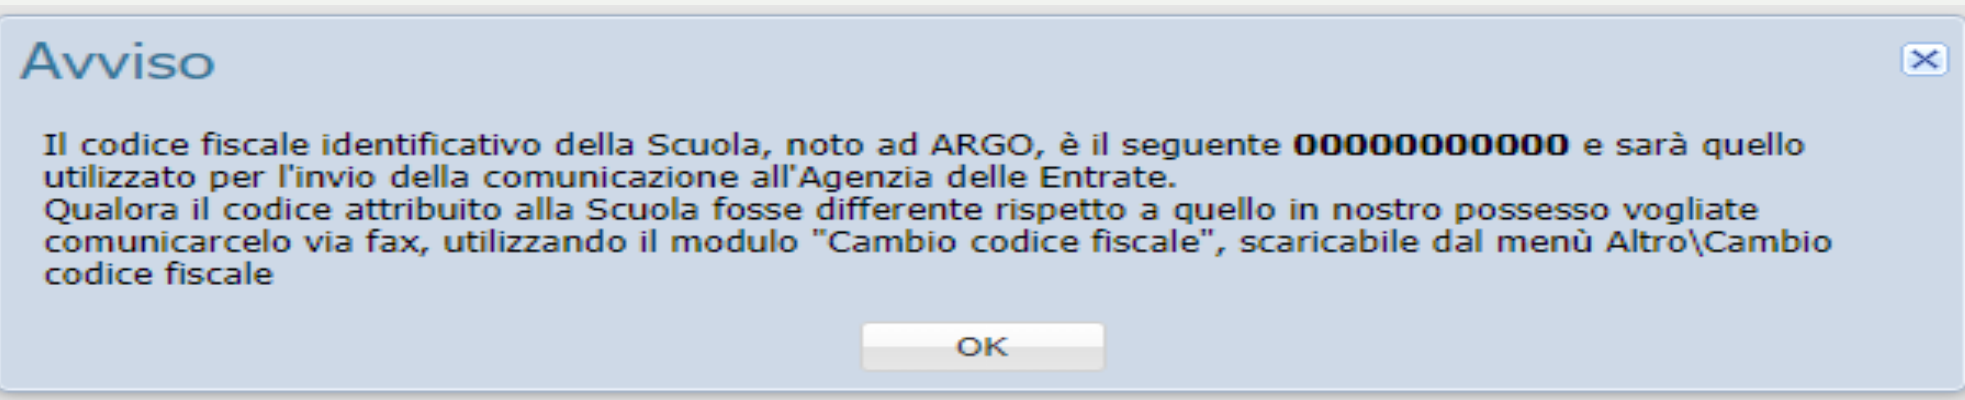 Avviso
Il codice fiscale identificativo della Scuola, noto ad ARGO, è il seguente 00000000000 e sarà quello
utilizzato per l'invio della comunicazione all'Agenzia delle Entrate.
Qualora il codice attribuito alla Scuola fosse differente rispetto a quello in nostro possesso vogliate
comunicarcelo via fax, utilizzando il modulo "Cambio codice fiscale", scaricabile dal menù Altro\Cambio
codice fiscale
OK